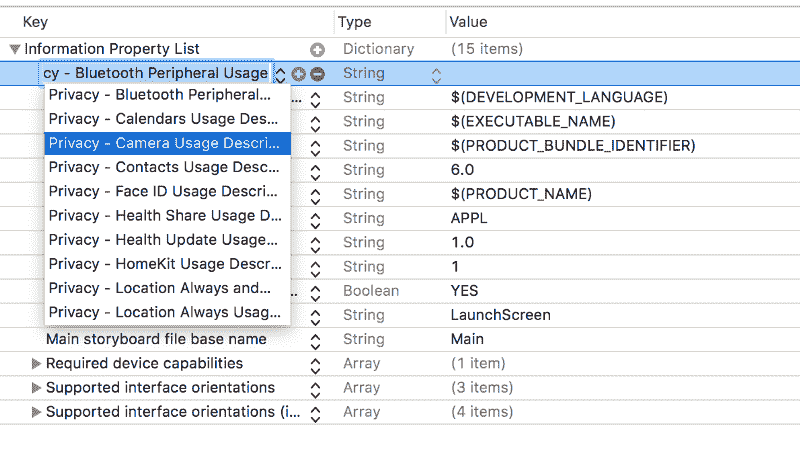 Key Type Value
Information Property List Dictionary (15 items)
cy - Bluetooth Peripheral Usage String
Privacy - Bluetooth Peripheral... ... String $(DEVELOPMENT_LANGUAGE)
Privacy - Calendars Usage Des... String $(EXECUTABLE_NAME)
Privacy - Camera Usage Descri... String $(PRODUCT_BUNDLE_IDENTIFIER)
Privacy - Contacts Usage Desc... String 6.0
Privacy - Face ID Usage Descri... String $(PRODUCT_NAME)
Privacy - Health Share Usage D... String APPL
Privacy - Health Update Usage... String 1.0
Privacy - HomeKit Usage Descr... String 1
Privacy - Location Always and... ... Boolean YES
Privacy - Location Always Usag... String LaunchScreen
Main storyboard file base name String Main
Required device capabilities Array (1 item)
Supported interface orientations Array (3 items)
Supported interface orientations (i... Array (4 items)